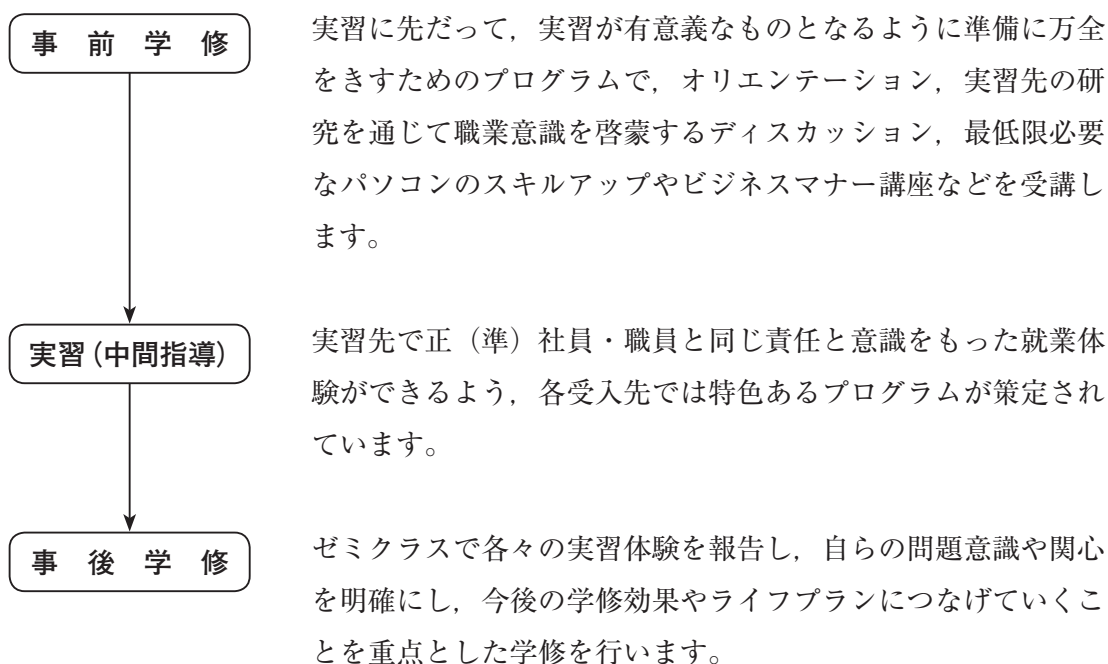 事前学修
実習に先だって，実習が有意義なものとなるように準備に万全
をきすためのプログラムで，オリエンテーション，実習先の研
究を通じて職業意識を啓蒙するディスカッション，最低限必要
なパソコンのスキルアップやビジネスマナー講座などを受講し
ます。
実習（中間指導）
実習先で正（準）社員・職員と同じ責任と意識をもった就業体
験ができるよう，各受入先では特色あるプログラムが策定され
ています。
事後学修
ゼミクラスで各々の実習体験を報告し，自らの問題意識や関心
を明確にし，今後の学修効果やライフプランにつなげていくこ
とを重点とした学修を行います。